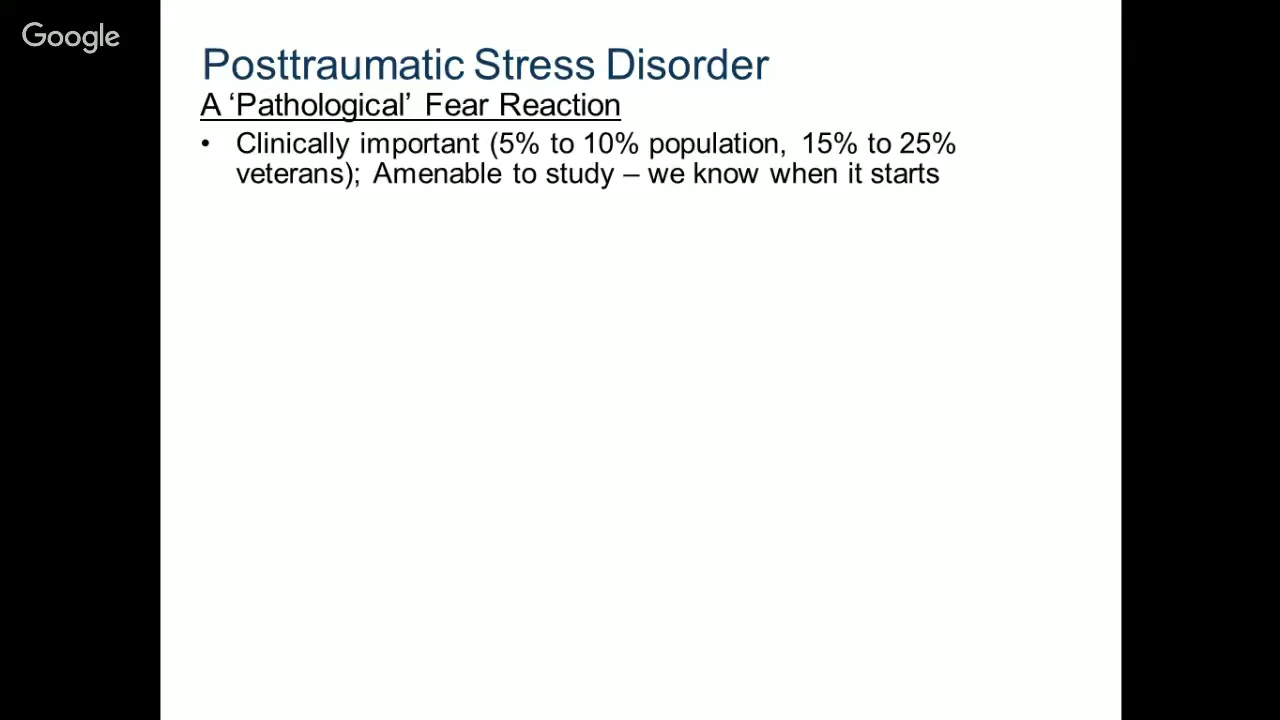 Google
Posttraumatic Stress Disorder
A ‘Pathological’ Fear Reaction
• Clinically important (5% to 10% population, 15% to 25%
veterans); Amenable to study – we know when it starts